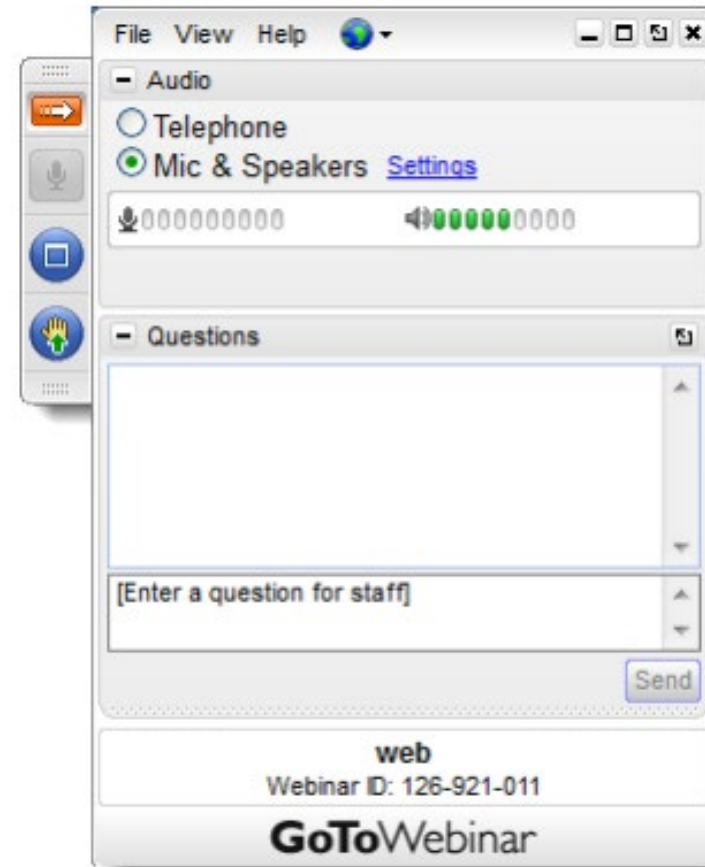 File View Help
Audio
Telephone
Mic & Speakers Settings
Questions
[Enter a question for staff]
Send
web
Webinar ID: 126-921-011
GoToWebinar